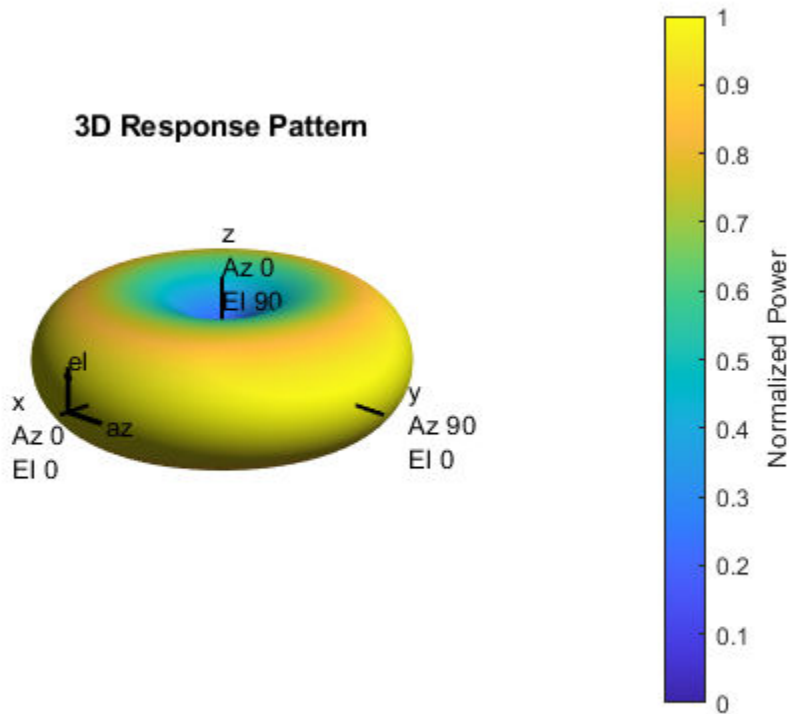 3D Response Pattern
z
Az 0
El 90
el
az
x
Az 0
El 0
y
Az 90
El 0
1
0.9
0.8
0.7
0.6
0.5
0.4
0.3
0.2
0.1
0
Normalized Power